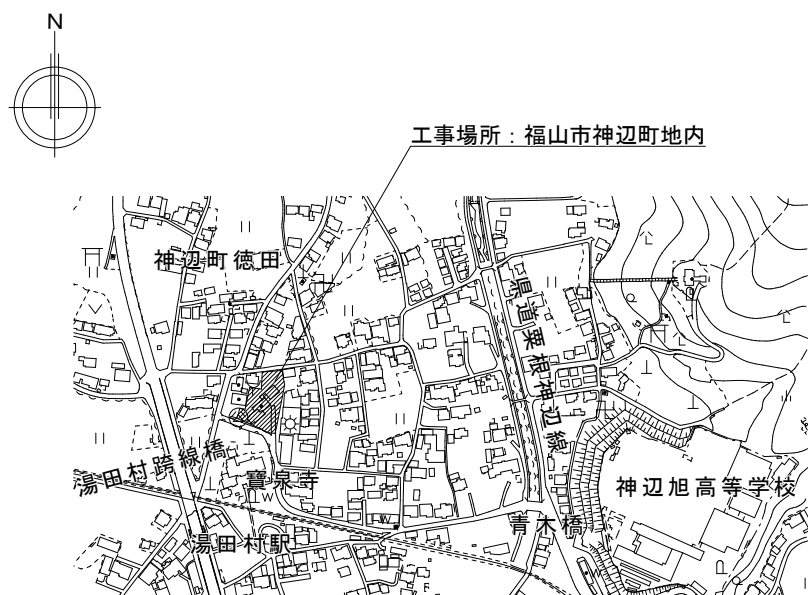 N
工事場所：福山市神辺町地内
神辺町徳田
県道粟根神辺線
湯田村跨線橋
寶泉寺
神辺旭高等学校
青木橋
湯田村駅